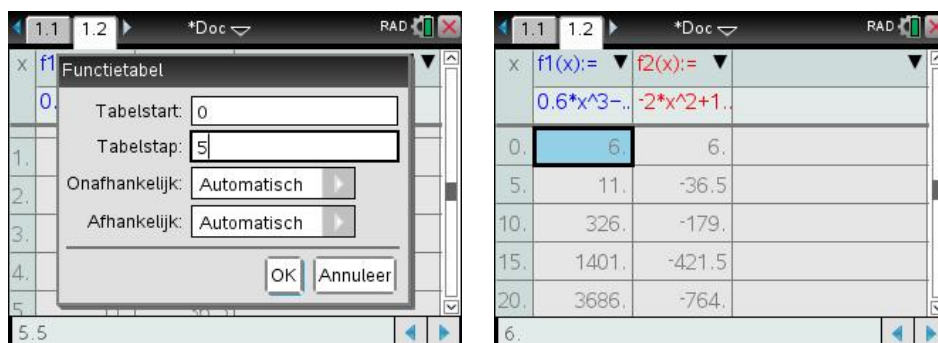 1.1 1.2 *Doc RAD
x f1
0.
Functietabel
Tabelstart: 0
Tabelstap: 5
Onafhankelijk: Automatisch
Afhankelijk: Automatisch
OK Annuleer
1.
2.
3.
4.
5.
5.5
1.1 1.2 *Doc RAD
x f1(x):= f2(x):=
0.6*x^3-.. -2*x^2+1..
0. 6. 6.
5. 11. -36.5
10. 326. -179.
15. 1401. -421.5
20. 3686. -764.
6.